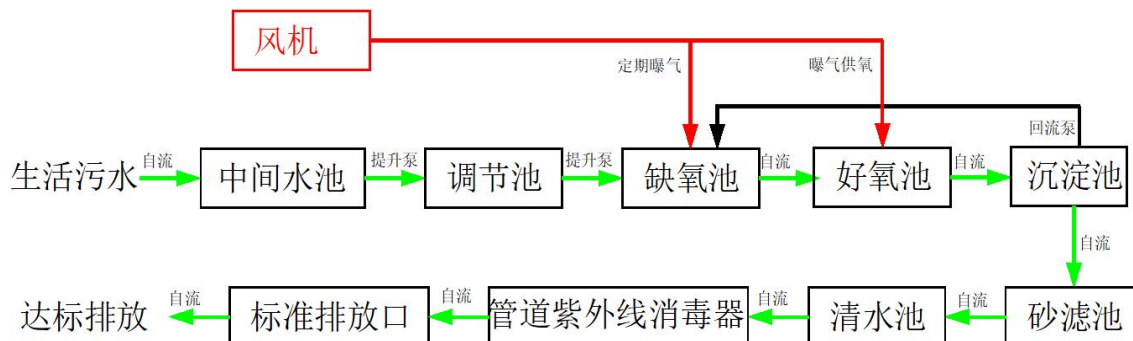 风机
定期曝气
曝气供氧
回流泵
生活污水
自流
中间水池
提升泵
调节池
提升泵
缺氧池
自流
好氧池
自流
沉淀池
自流
达标排放
自流
标准排放口
自流
管道紫外线消毒器
自流
清水池
自流
砂滤池